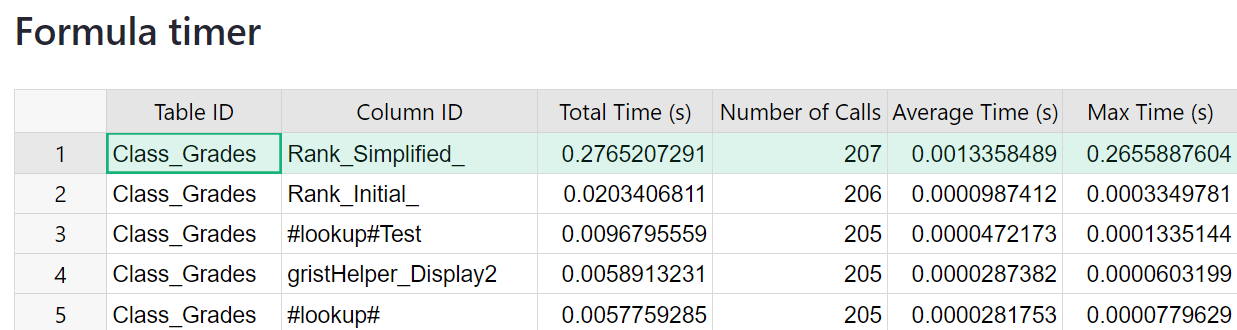 Formula timer
Table ID Column ID Total Time (s) Number of Calls Average Time (s) Max Time (s)
1 Class_Grades Rank_Simplified_ 0.2765207291 207 0.0013358489 0.2655887604
2 Class_Grades Rank_Initial_ 0.0203406811 206 0.0000987412 0.0003349781
3 Class_Grades #lookup#Test 0.0096795559 205 0.0000472173 0.0001335144
4 Class_Grades gristHelper_Display2 0.0058913231 205 0.0000287382 0.0000603199
5 Class_Grades #lookup# 0.0057759285 205 0.0000281753 0.0000779629